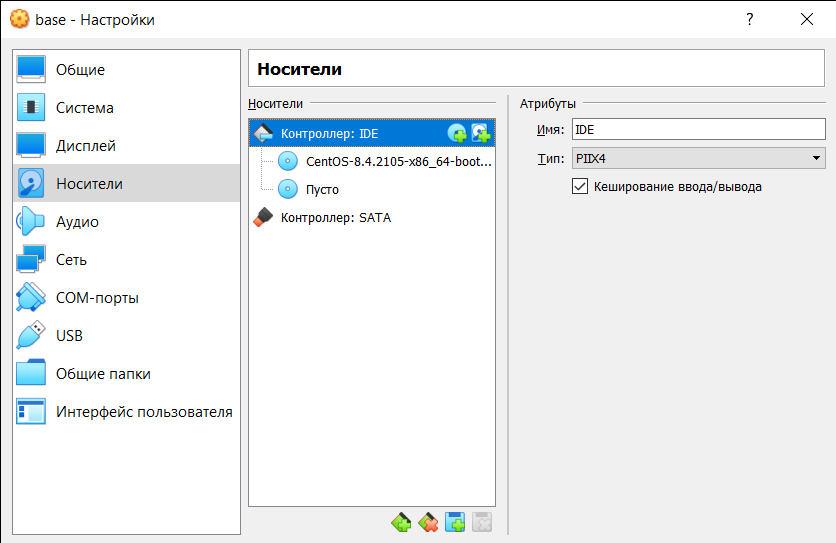 base - Настройки
?
Общие
Система
Дисплей
Носители
Аудио
Сеть
COM-порты
USB
Общие папки
Интерфейс пользователя
Носители
Носители
Контроллер: IDE
CentOS-8.4.2105-x86_64-boot...
Пусто
Контроллер: SATA
Атрибуты
Имя: IDE
Тип: PIIX4
Кеширование ввода/вывода